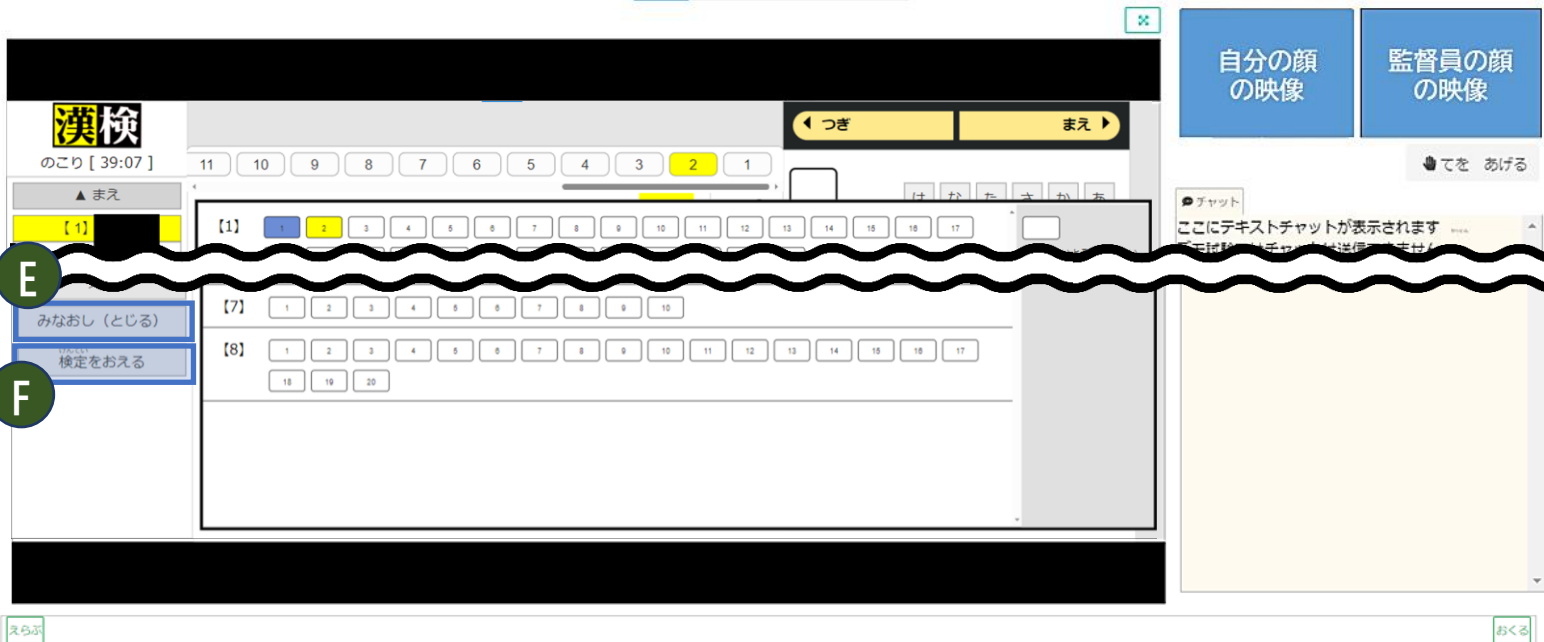 自分の顔
の映像
監督員の顔
の映像
漢検
のこり [ 39:07 ]
つぎ
まえ
11 10 9 8 7 6 5 4 3 2 1
てを あげる
▲ まえ
は な た さ か あ
チャット
【1】
【1】 1 2 3 4 5 6 7 8 9 10 11 12 13 14 15 16 17
ここにテキストチャットが表示されます
E
みなおし（とじる）
【7】 1 2 3 4 5 6 7 8 9 10
けんてい
検定をおえる
【8】 1 2 3 4 5 6 7 8 9 10 11 12 13 14 15 16 17
18 19 20
F
えらぶ
おくる